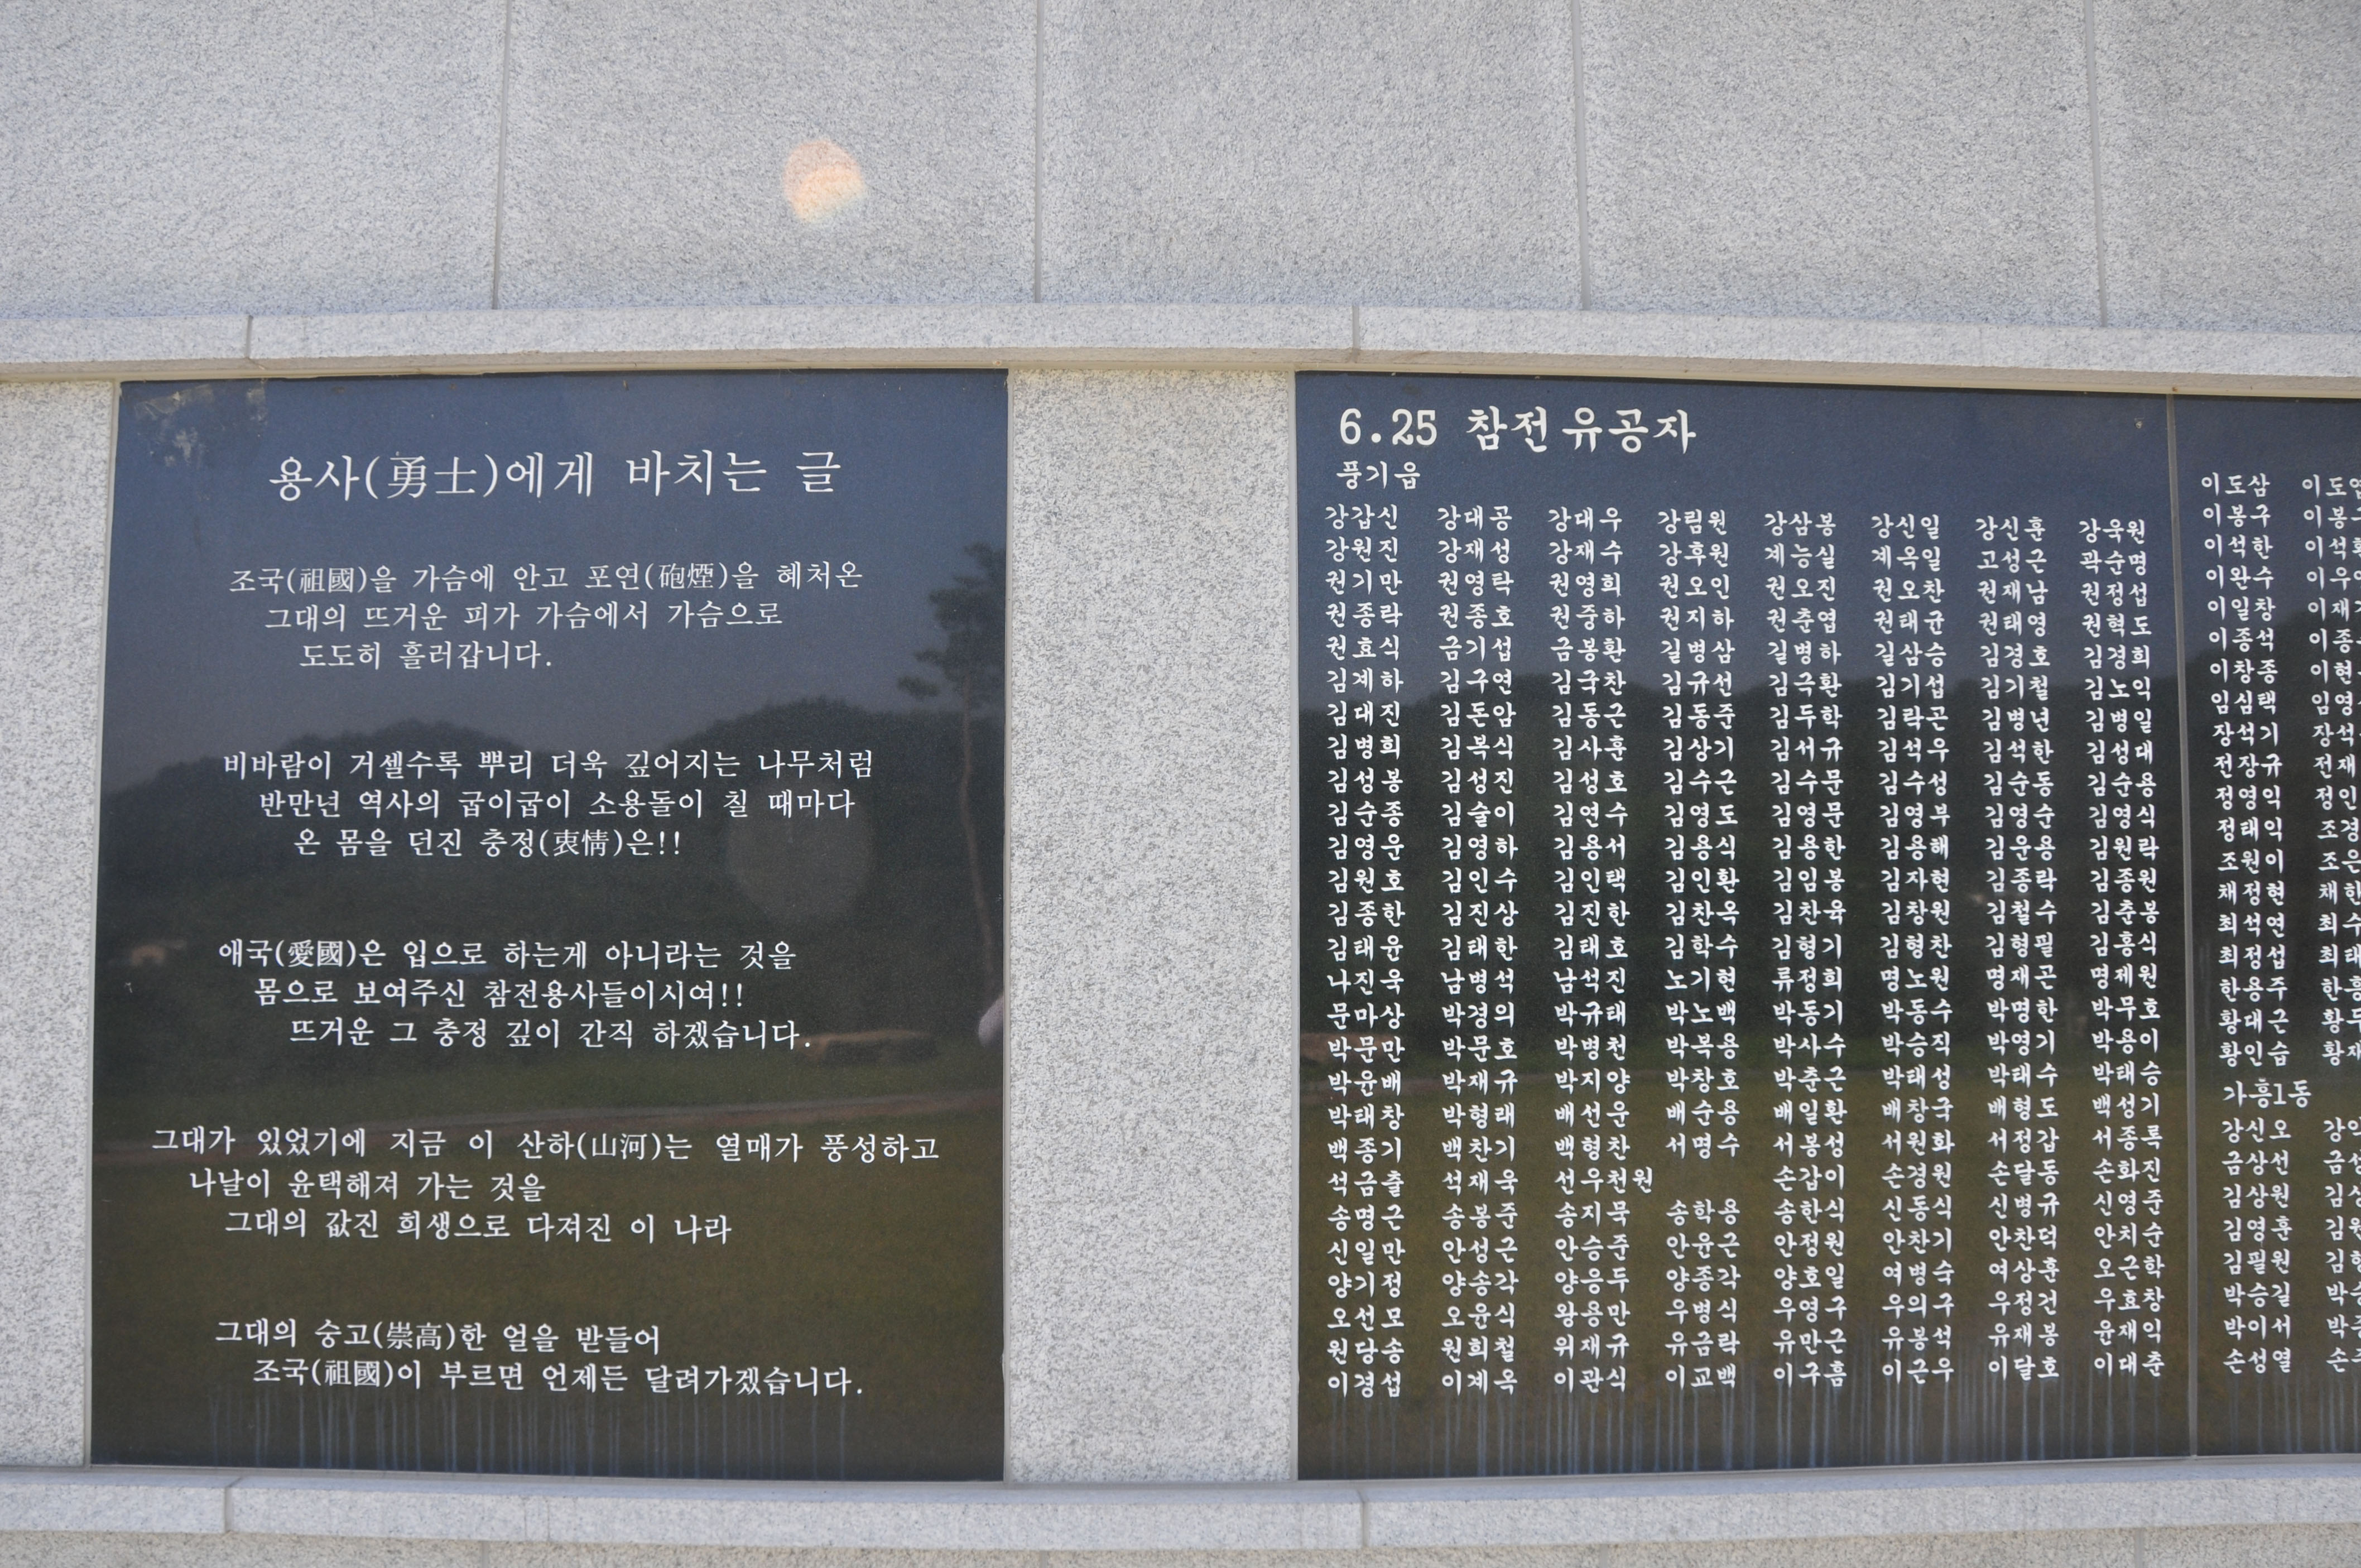 용사(勇士)에게 바치는 글
조국(祖國)을 가슴에 안고 포연(砲煙)을 헤처온
그대의 뜨거운 피가 가슴에서 가슴으로
도도히 흘러갑니다.
비바람이 거셀수록 뿌리 더욱 깊어지는 나무처럼
반만년 역사의 굽이굽이 소용돌이 칠 때마다
온 몸을 던진 충정(衷情)은!!
애국(愛國)은 입으로 하는게 아니라는 것을
몸으로 보여주신 참전용사들이시여!!
뜨거운 그 충정 깊이 간직 하겠습니다.
그대가 있었기에 지금 이 산하(山河)는 열매가 풍성하고
나날이 윤택해져 가는 것을
그대의 값진 희생으로 다져진 이 나라
그대의 숭고(崇高)한 얼을 받들어
조국(祖國)이 부르면 언제든 달려가겠습니다.
6.25 참전유공자
풍기읍
강갑신 강대공 강대우 강림원 강삼봉 강신일 강신훈 강욱원
강원진 강재성 강재수 강후원 계능실 계옥일 고성근 곽순명
권기만 권영탁 권영희 권오인 권오진 권오찬 권재남 권정섭
권종락 권종호 권중하 권지하 권춘엽 권태균 권태영 권혁도
권효식 금기섭 금봉환 길병삼 길병하 길삼승 김경호 김경희
김계하 김구연 김국찬 김규선 김극환 김기섭 김기철 김노익
김대진 김돈암 김동근 김동준 김두학 김락곤 김병년 김병일
김병희 김복식 김사훈 김상기 김서규 김석우 김석한 김성대
김성봉 김성진 김성호 김수근 김수문 김수성 김순동 김순용
김순종 김술이 김연수 김영도 김영문 김영부 김영순 김영식
김영운 김영하 김용서 김용식 김용한 김용해 김운용 김원락
김원호 김인수 김인택 김인환 김임봉 김자현 김종락 김종원
김종한 김진상 김진한 김찬옥 김찬육 김창원 김철수 김춘봉
김태윤 김태한 김태호 김학수 김형기 김형찬 김형필 김흥식
나진욱 남병석 남석진 노기현 류정희 명노원 명재곤 명제원
문마상 박경의 박규태 박노백 박동기 박동수 박명한 박무호
박문만 박문호 박병천 박복용 박사수 박승직 박영기 박용이
박윤배 박재규 박지양 박창호 박춘근 박태성 박태수 박태승
박태창 박형래 배선운 배순용 배일환 배창국 배형도 백성기
백종기 백찬기 백형찬 서명수 서봉성 서원화 서정갑 서종록
석금출 석재욱 선우천원 손갑이 손경원 손달동 손화진
송명근 송봉준 송지묵 송학용 송한식 신동식 신병규 신영준
신일만 안성근 안승준 안윤근 안정원 안찬기 안찬덕 안치순
양기정 양송각 양응두 양종각 양호일 여병숙 여상훈 오근학
오선모 오윤식 왕용만 우병식 우영구 우의구 우정건 우효창
원당송 원희철 위재규 유금락 유만근 유봉석 유재봉 윤재익
이경섭 이계옥 이관식 이교백 이구흠 이근우 이달호 이대춘
이도삼 이도엽
이봉구
이석한
이완수
이일창
이종석
이창종
임심택
장석기
전장규
정영익
정태익
조원이
채정현
최석연
최정섭
한용주
황대근
황인습
가흥1동
강신오
금상선
김상원
김영훈
김필원
박승길
박이서
손성열